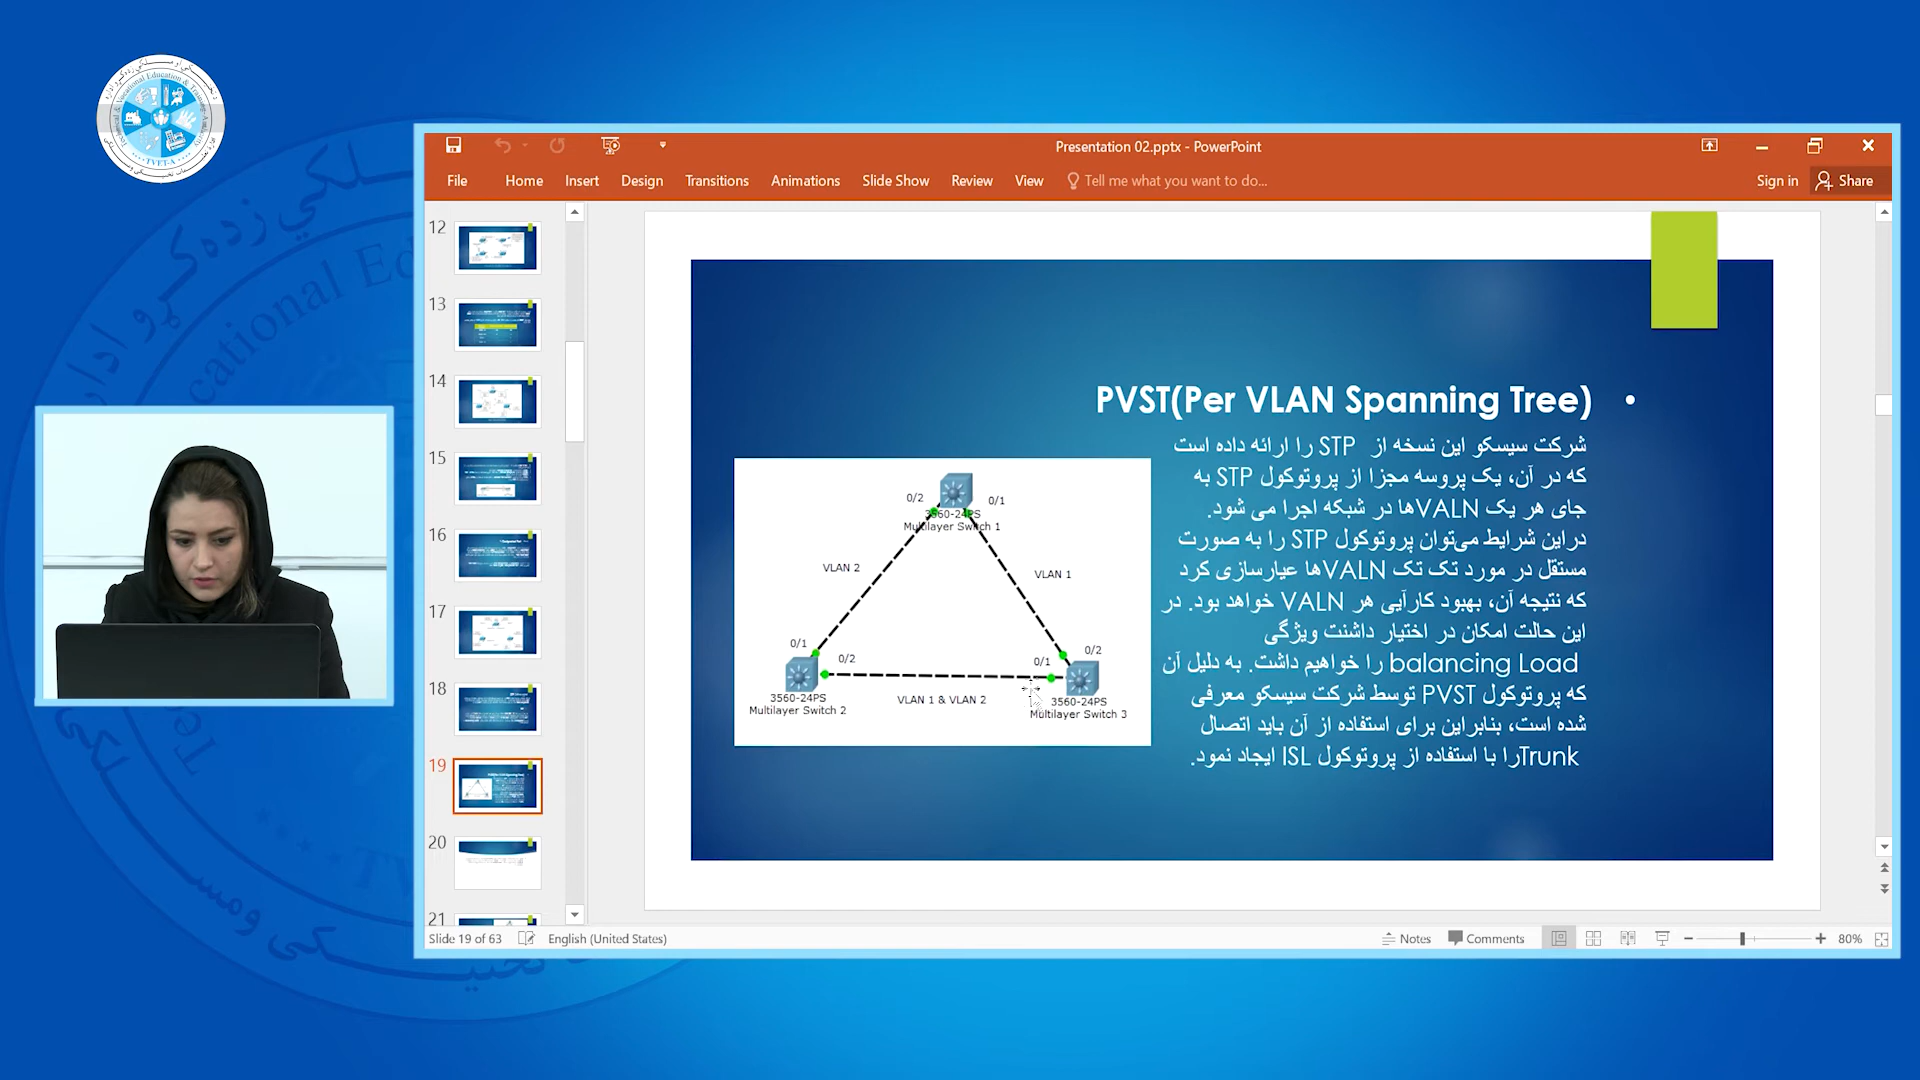 Presentation 02.pptx - PowerPoint
File Home Insert Design Transitions Animations Slide Show Review View Tell me what you want to do...
Sign in Share
12
13
14
15
16
17
18
19
20
21
PVST(Per VLAN Spanning Tree) •
شرکت سیسکو این نسخه از STP را ارائه داده است
که در آن، یک پروسه مجزا از پروتوکول STP به
جای هر یک VALNها در شبکه اجرا می شود.
دراین شرایط می‌توان پروتوکول STP را به صورت
مستقل در مورد تک تک VALNها عیارسازی کرد
که نتیجه آن، بهبود کارآیی هر VALN خواهد بود. در
این حالت امکان در اختیار داشنت ویژگی
balancing Load را خواهیم داشت. به دلیل آن
که پروتوکول PVST توسط شرکت سیسکو معرفی
شده است، بنابراین برای استفاده از آن باید اتصال
Trunkرا با استفاده از پروتوکول ISL ایجاد نمود.
0/2
0/1
3560-24PS
Multilayer Switch 1
VLAN 2
VLAN 1
0/1
0/2
0/1
0/2
3560-24PS
Multilayer Switch 2
VLAN 1 & VLAN 2
3560-24PS
Multilayer Switch 3
Slide 19 of 63
English (United States)
Notes
Comments
80%
Technical & Vocational Education & Training Authority
TVET-A